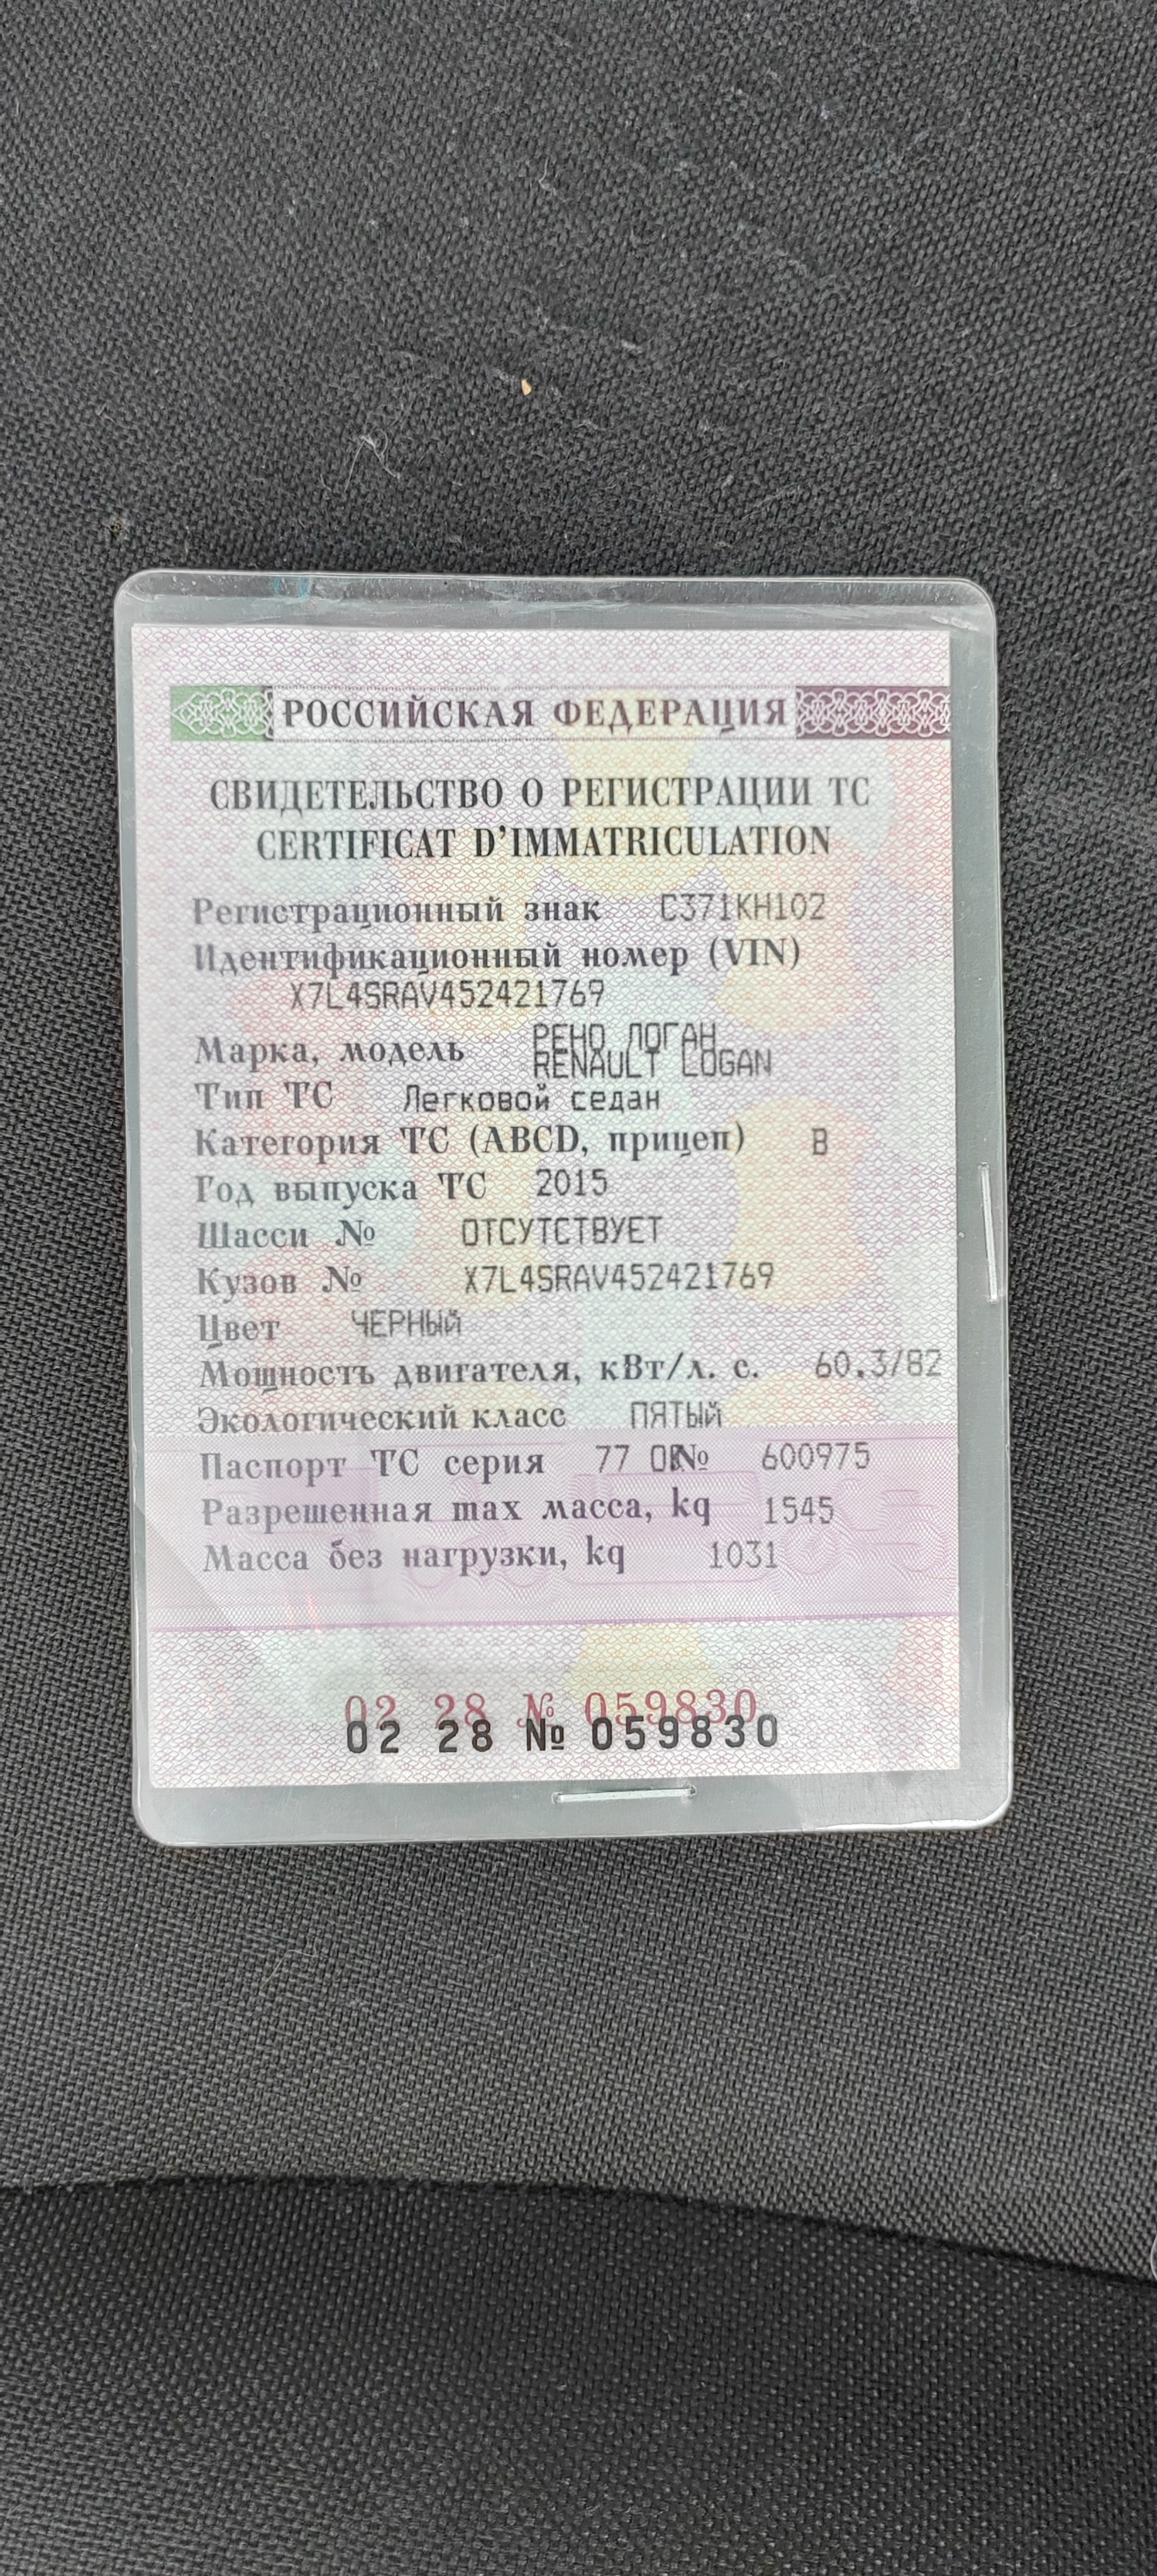 РОССИЙСКАЯ ФЕДЕРАЦИЯ
СВИДЕТЕЛЬСТВО О РЕГИСТРАЦИИ ТС
CERTIFICAT D'IMMATRICULATION
Регистрационный знак С371КН102
Идентификационный номер (VIN)
X7L4SRAV452421769
РЕНО ЛОГАН
Марка, модель RENAULT LOGAN
Тип ТС Легковой седан
Категория ТС (ABCD, прицеп) B
Год выпуска ТС 2015
Шасси № ОТСУТСТВУЕТ
Кузов № X7L4SRAV452421769
Цвет ЧЕРНЫЙ
Мощность двигателя, кВт/л. с. 60.3/82
Экологический класс ПЯТЫЙ
Паспорт ТС серия 77 № 600975
Разрешенная max масса, kq 1545
Масса без нагрузки, kq 1031
02 28 № 059830
02 28 № 059830